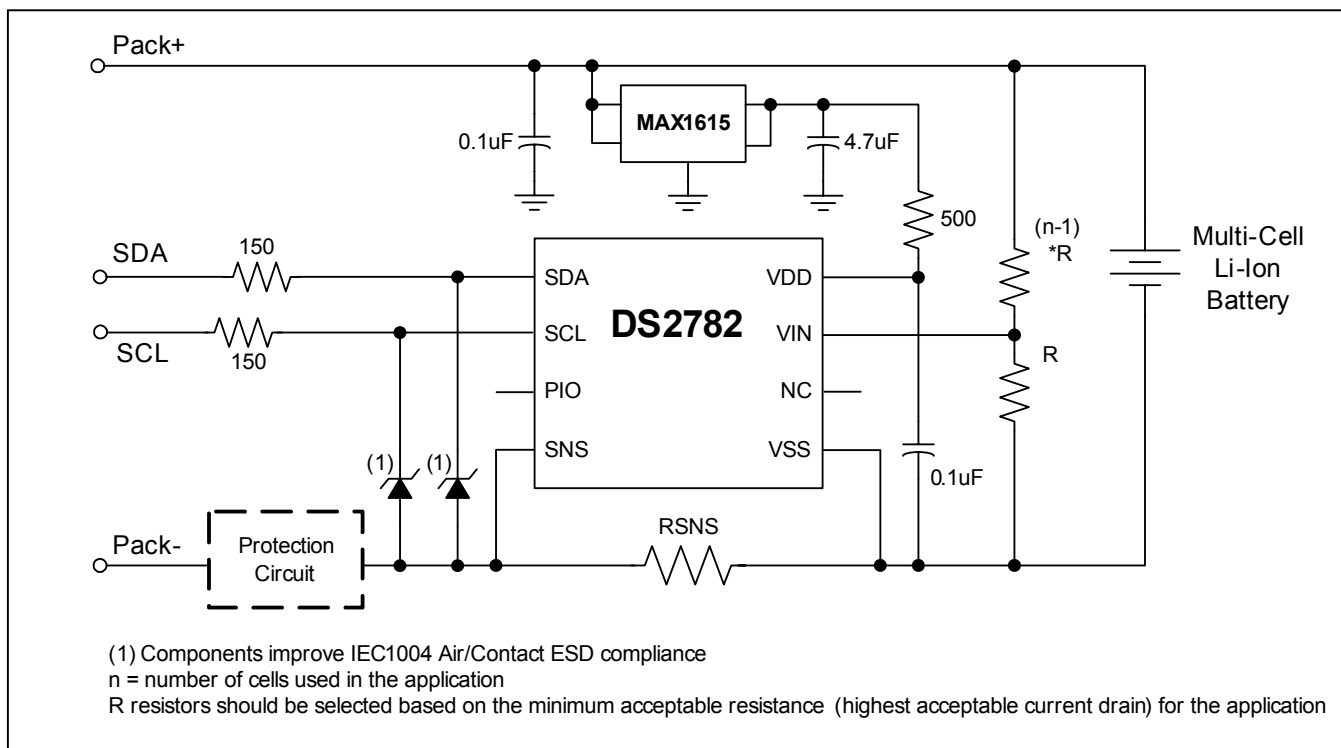 Pack+
MAX1615
0.1uF
4.7uF
500
(n-1)
*R
Multi-Cell
Li-Ion
Battery
SDA
150
SDA
VDD
DS2782
SCL
150
SCL
VIN
R
PIO
NC
SNS
VSS
(1)
(1)
0.1uF
RSNS
Pack-
Protection
Circuit
(1) Components improve IEC1004 Air/Contact ESD compliance
n = number of cells used in the application
R resistors should be selected based on the minimum acceptable resistance (highest acceptable current drain) for the application